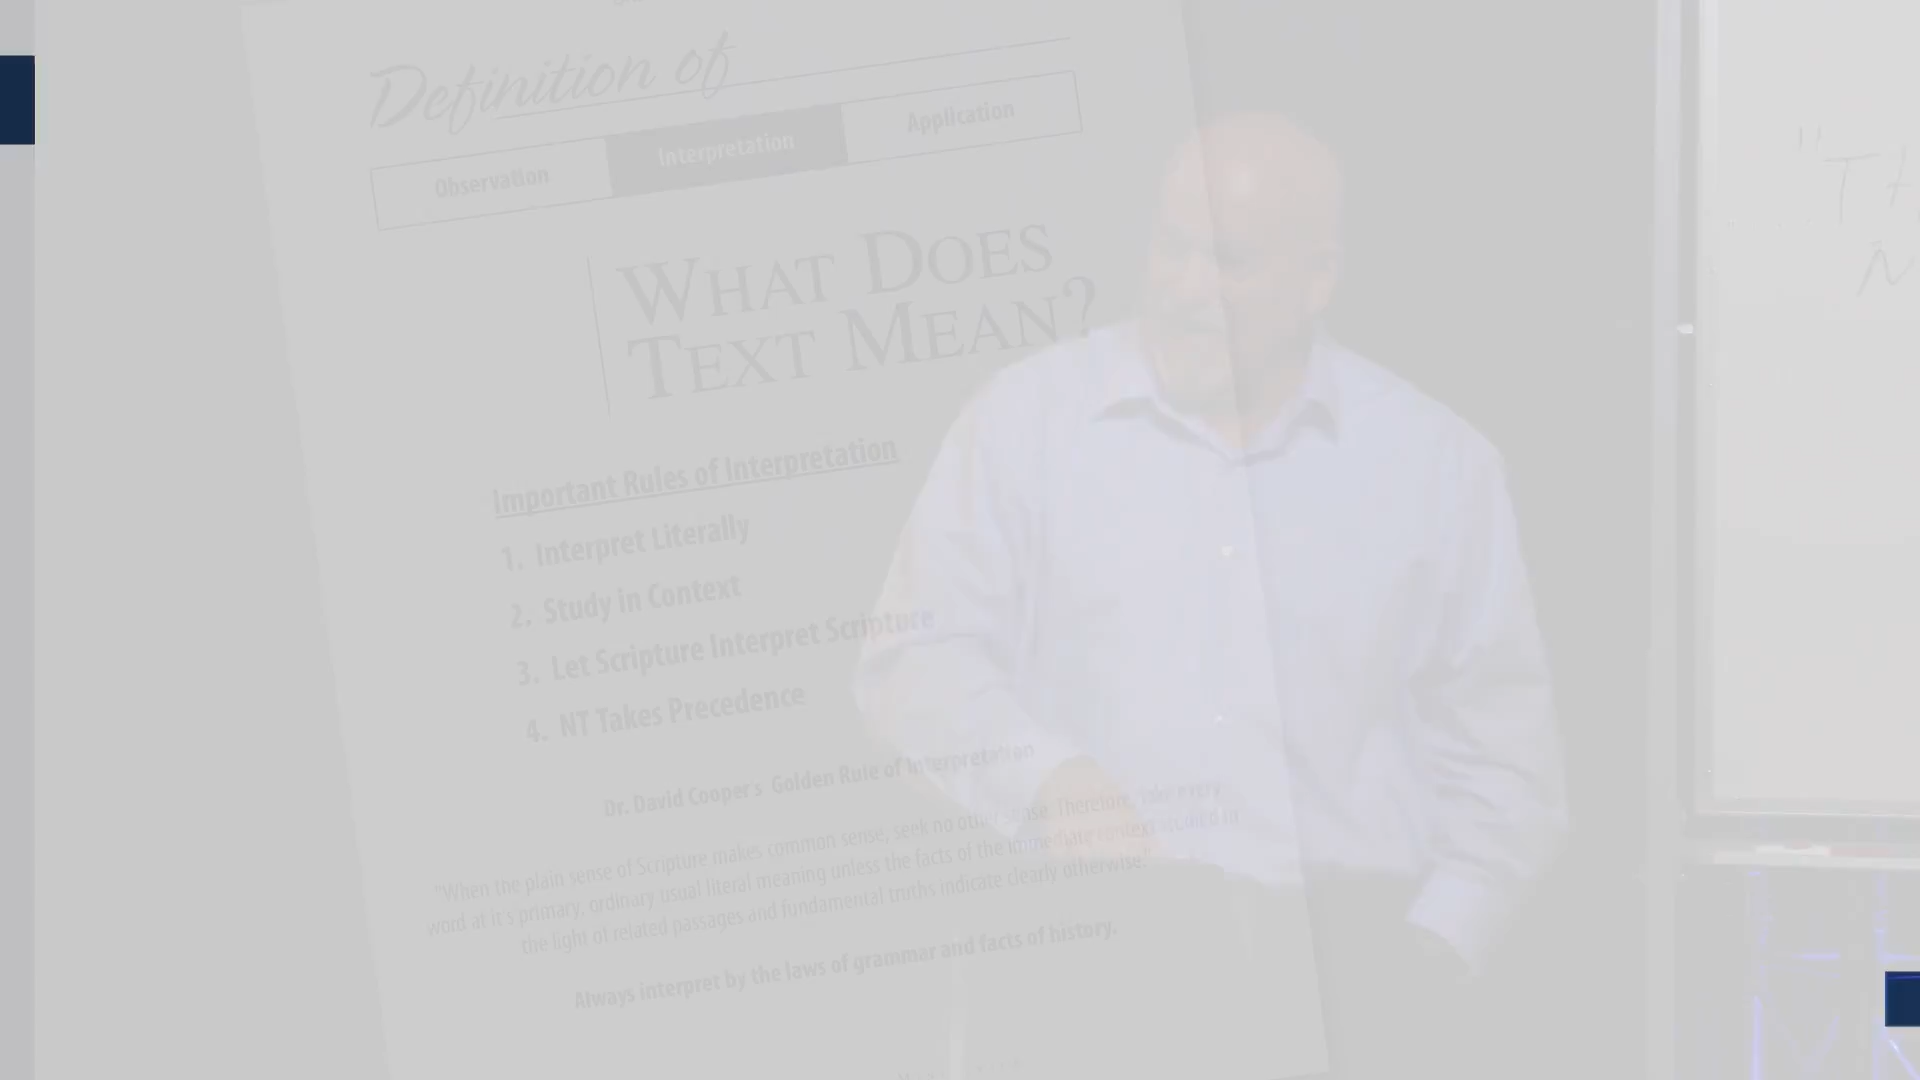 Definition of
Observation
Interpretation
Application
WHAT DOES
TEXT MEAN?
Important Rules of Interpretation
1. Interpret Literally
2. Study in Context
3. Let Scripture Interpret Scripture
4. NT Takes Precedence
Dr. David Cooper's Golden Rule of Interpretation
"When the plain sense of Scripture makes common sense, seek no other sense. Therefore, take every
word at it's primary, ordinary usual literal meaning unless the facts of the immediate context studied in
the light of related passages and fundamental truths indicate clearly otherwise."
Always interpret by the laws of grammar and facts of history.